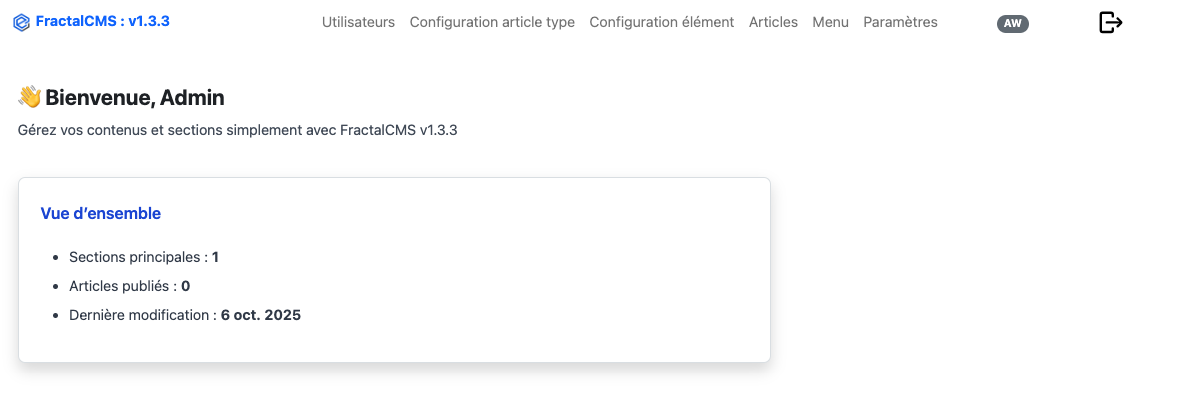 FractalCMS : v1.3.3 Utilisateurs Configuration article type Configuration élément Articles Menu Paramètres AW
👋 Bienvenue, Admin
Gérez vos contenus et sections simplement avec FractalCMS v1.3.3
Vue d’ensemble
• Sections principales : 1
• Articles publiés : 0
• Dernière modification : 6 oct. 2025